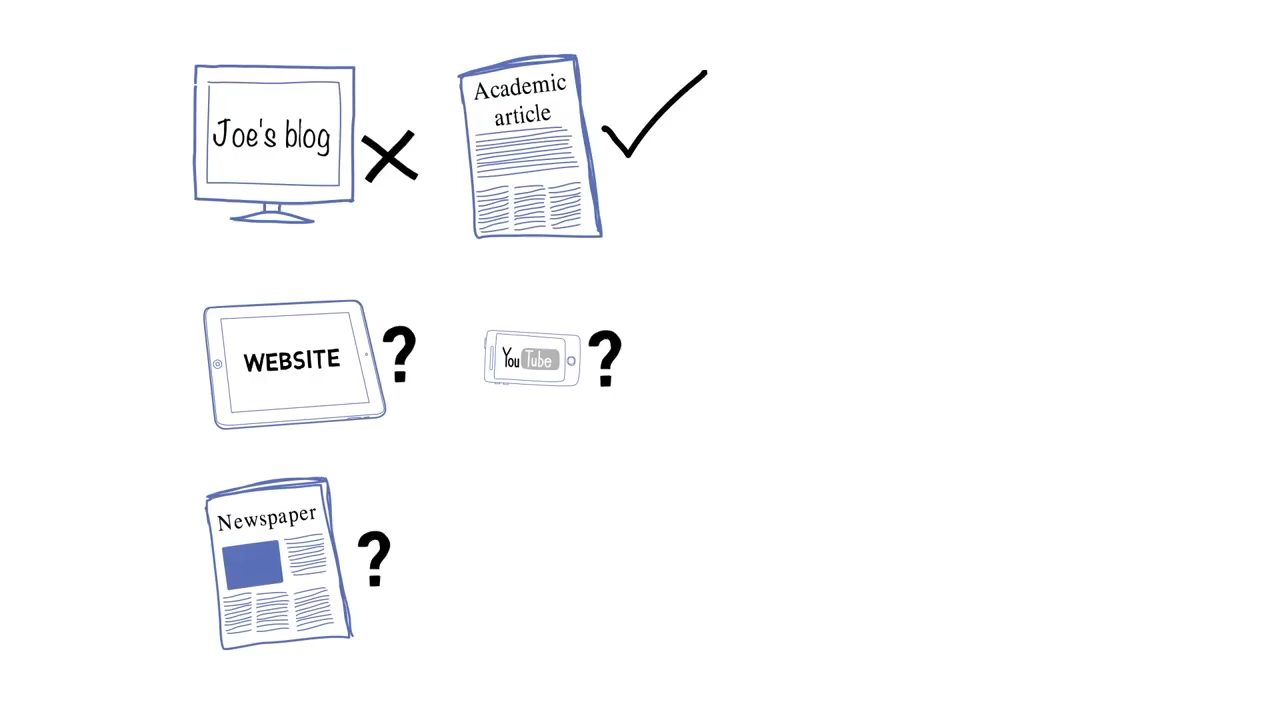 Joe's blog
Academic
article
WEBSITE
?
YouTube
?
Newspaper
?